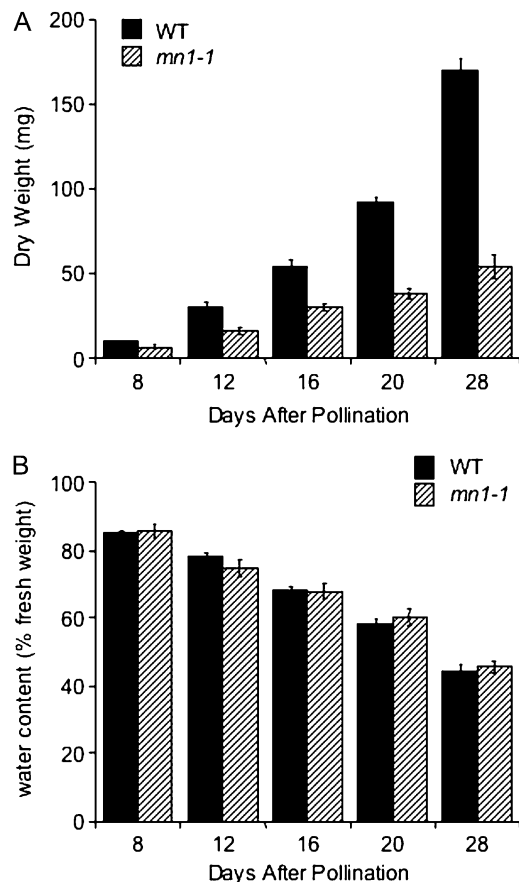 A
WT
mn1-1
Dry Weight (mg)
200
150
100
50
0
8 12 16 20 28
Days After Pollination
B
WT
mn1-1
water content (% fresh weight)
100
80
60
40
20
0
8 12 16 20 28
Days After Pollination